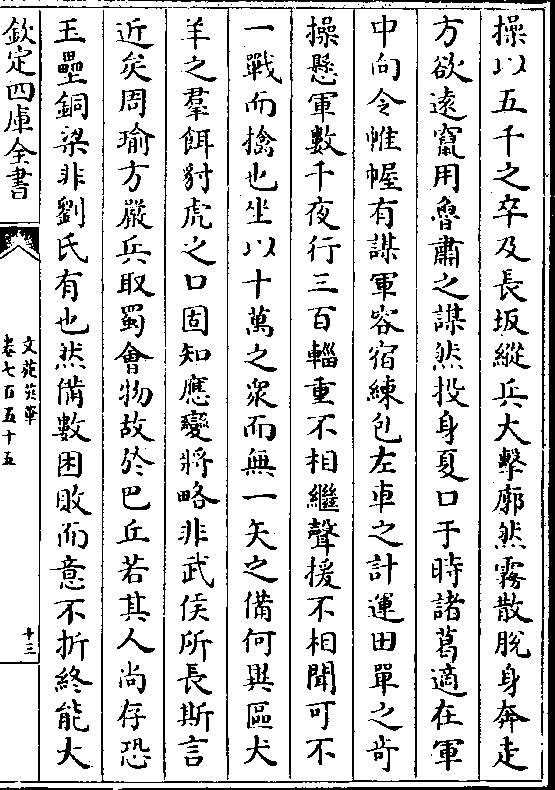 操以五千之卒及長坂縱兵大擊廓然霧散脫身奔走
方欲遠竄用魯肅之謀然投身夏口于時諸葛適在軍
中向令帷幄有謀軍容宿練包左車之計運田單之奇
操懸軍數千夜行三百輜重不相繼聲援不相聞可不
一戰而擒也坐以十萬之衆而無一矢之備何異區犬
羊之羣餌豺虎之口固知應變將略非武侯所長斯言
近矣周瑜方嚴兵取蜀會物故於巴丘若其人尚存恐
玉壘銅梁非劉氏有也然備數困敗而意不折終能大
欽定四庫全書
文苑英華
卷七百五十五
十三